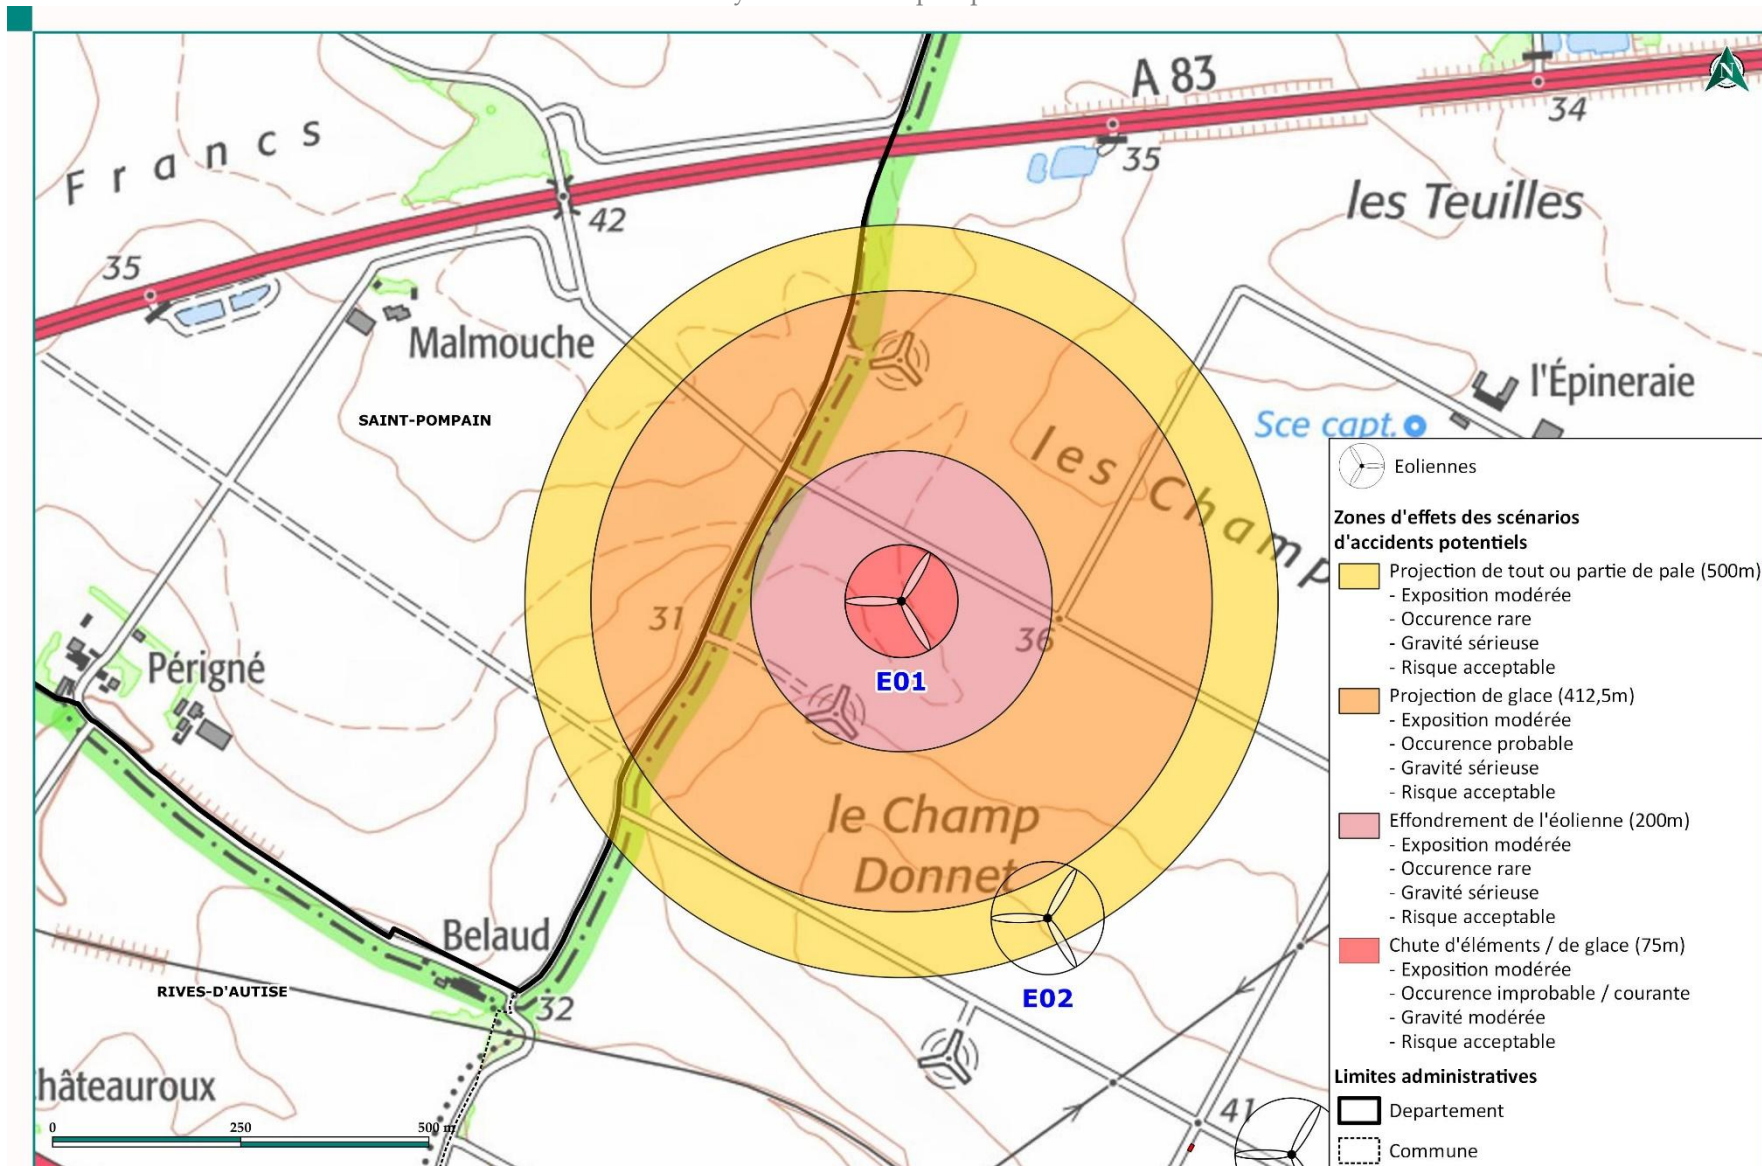 N
A 83
34
35
Francs
42
les Teuilles
35
Malmouche
l'Épineraie
SAINT-POMPAIN
Sce capt.
les Champ
31
36
Périgné
E01
le Champ
Donnet
Belaud
E02
RIVES-D'AUTISE
32
hâteauroux
41
0 250 500 m
Eoliennes
Zones d'effets des scénarios
d'accidents potentiels
Projection de tout ou partie de pale (500m)
- Exposition modérée
- Occurence rare
- Gravité sérieuse
- Risque acceptable
Projection de glace (412,5m)
- Exposition modérée
- Occurence probable
- Gravité sérieuse
- Risque acceptable
Effondrement de l'éolienne (200m)
- Exposition modérée
- Occurence rare
- Gravité sérieuse
- Risque acceptable
Chute d'éléments / de glace (75m)
- Exposition modérée
- Occurence improbable / courante
- Gravité modérée
- Risque acceptable
Limites administratives
Departement
Commune